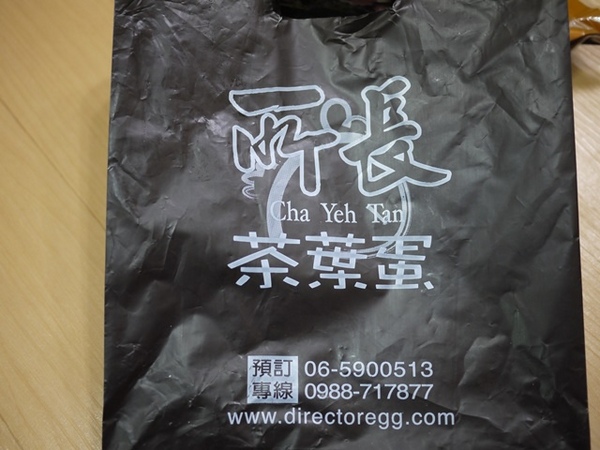 所長
Cha Yeh Tan
茶葉蛋
預訂專線
06-5900513
0988-717877
www.directoregg.com